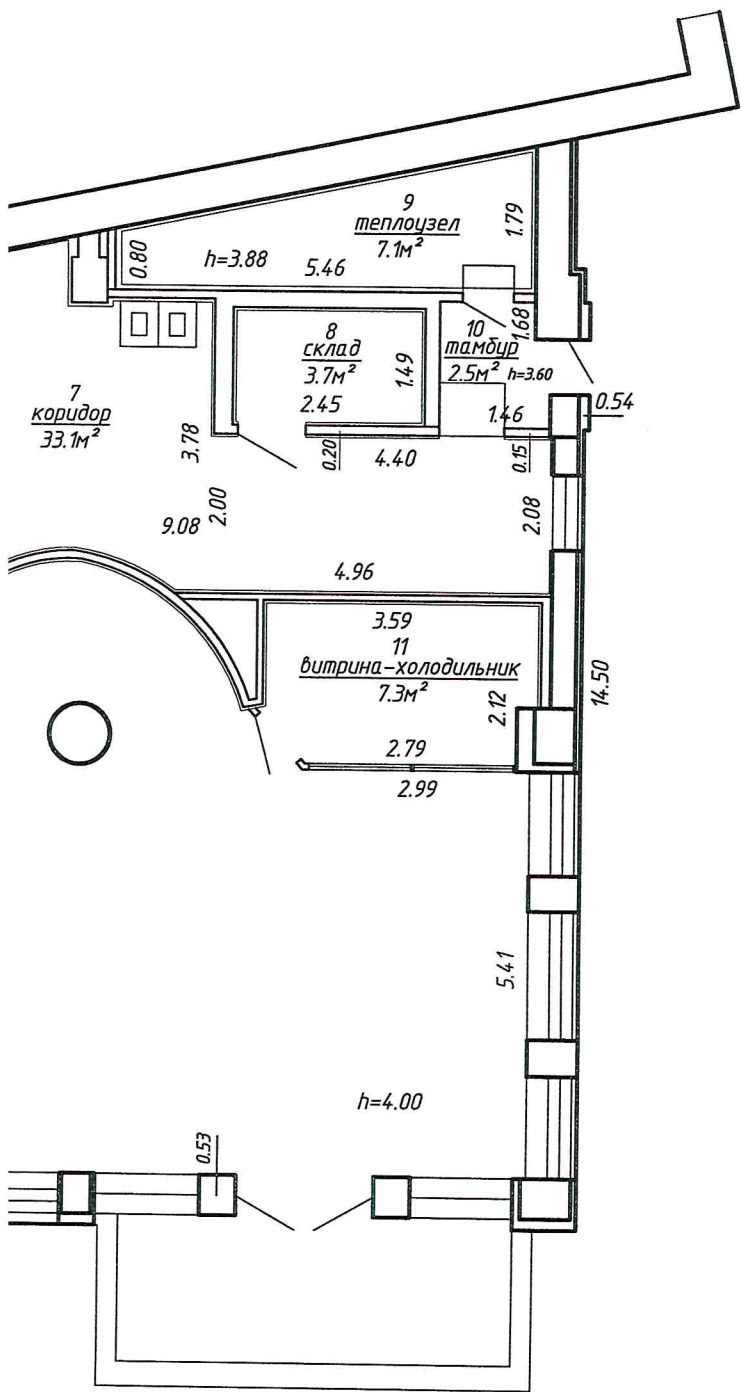 9
теплоузел
7.1м²
1.79
0.80
h=3.88
5.46
8
склад
3.7м²
1.49
2.45
10
тамбур
2.5м²
h=3.60
1.68
1.46
0.54
7
коридор
33.1м²
3.78
0.20
4.40
0.15
2.00
9.08
2.08
4.96
3.59
11
витрина-холодильник
7.3м²
2.12
14.50
2.79
2.99
5.41
h=4.00
0.53